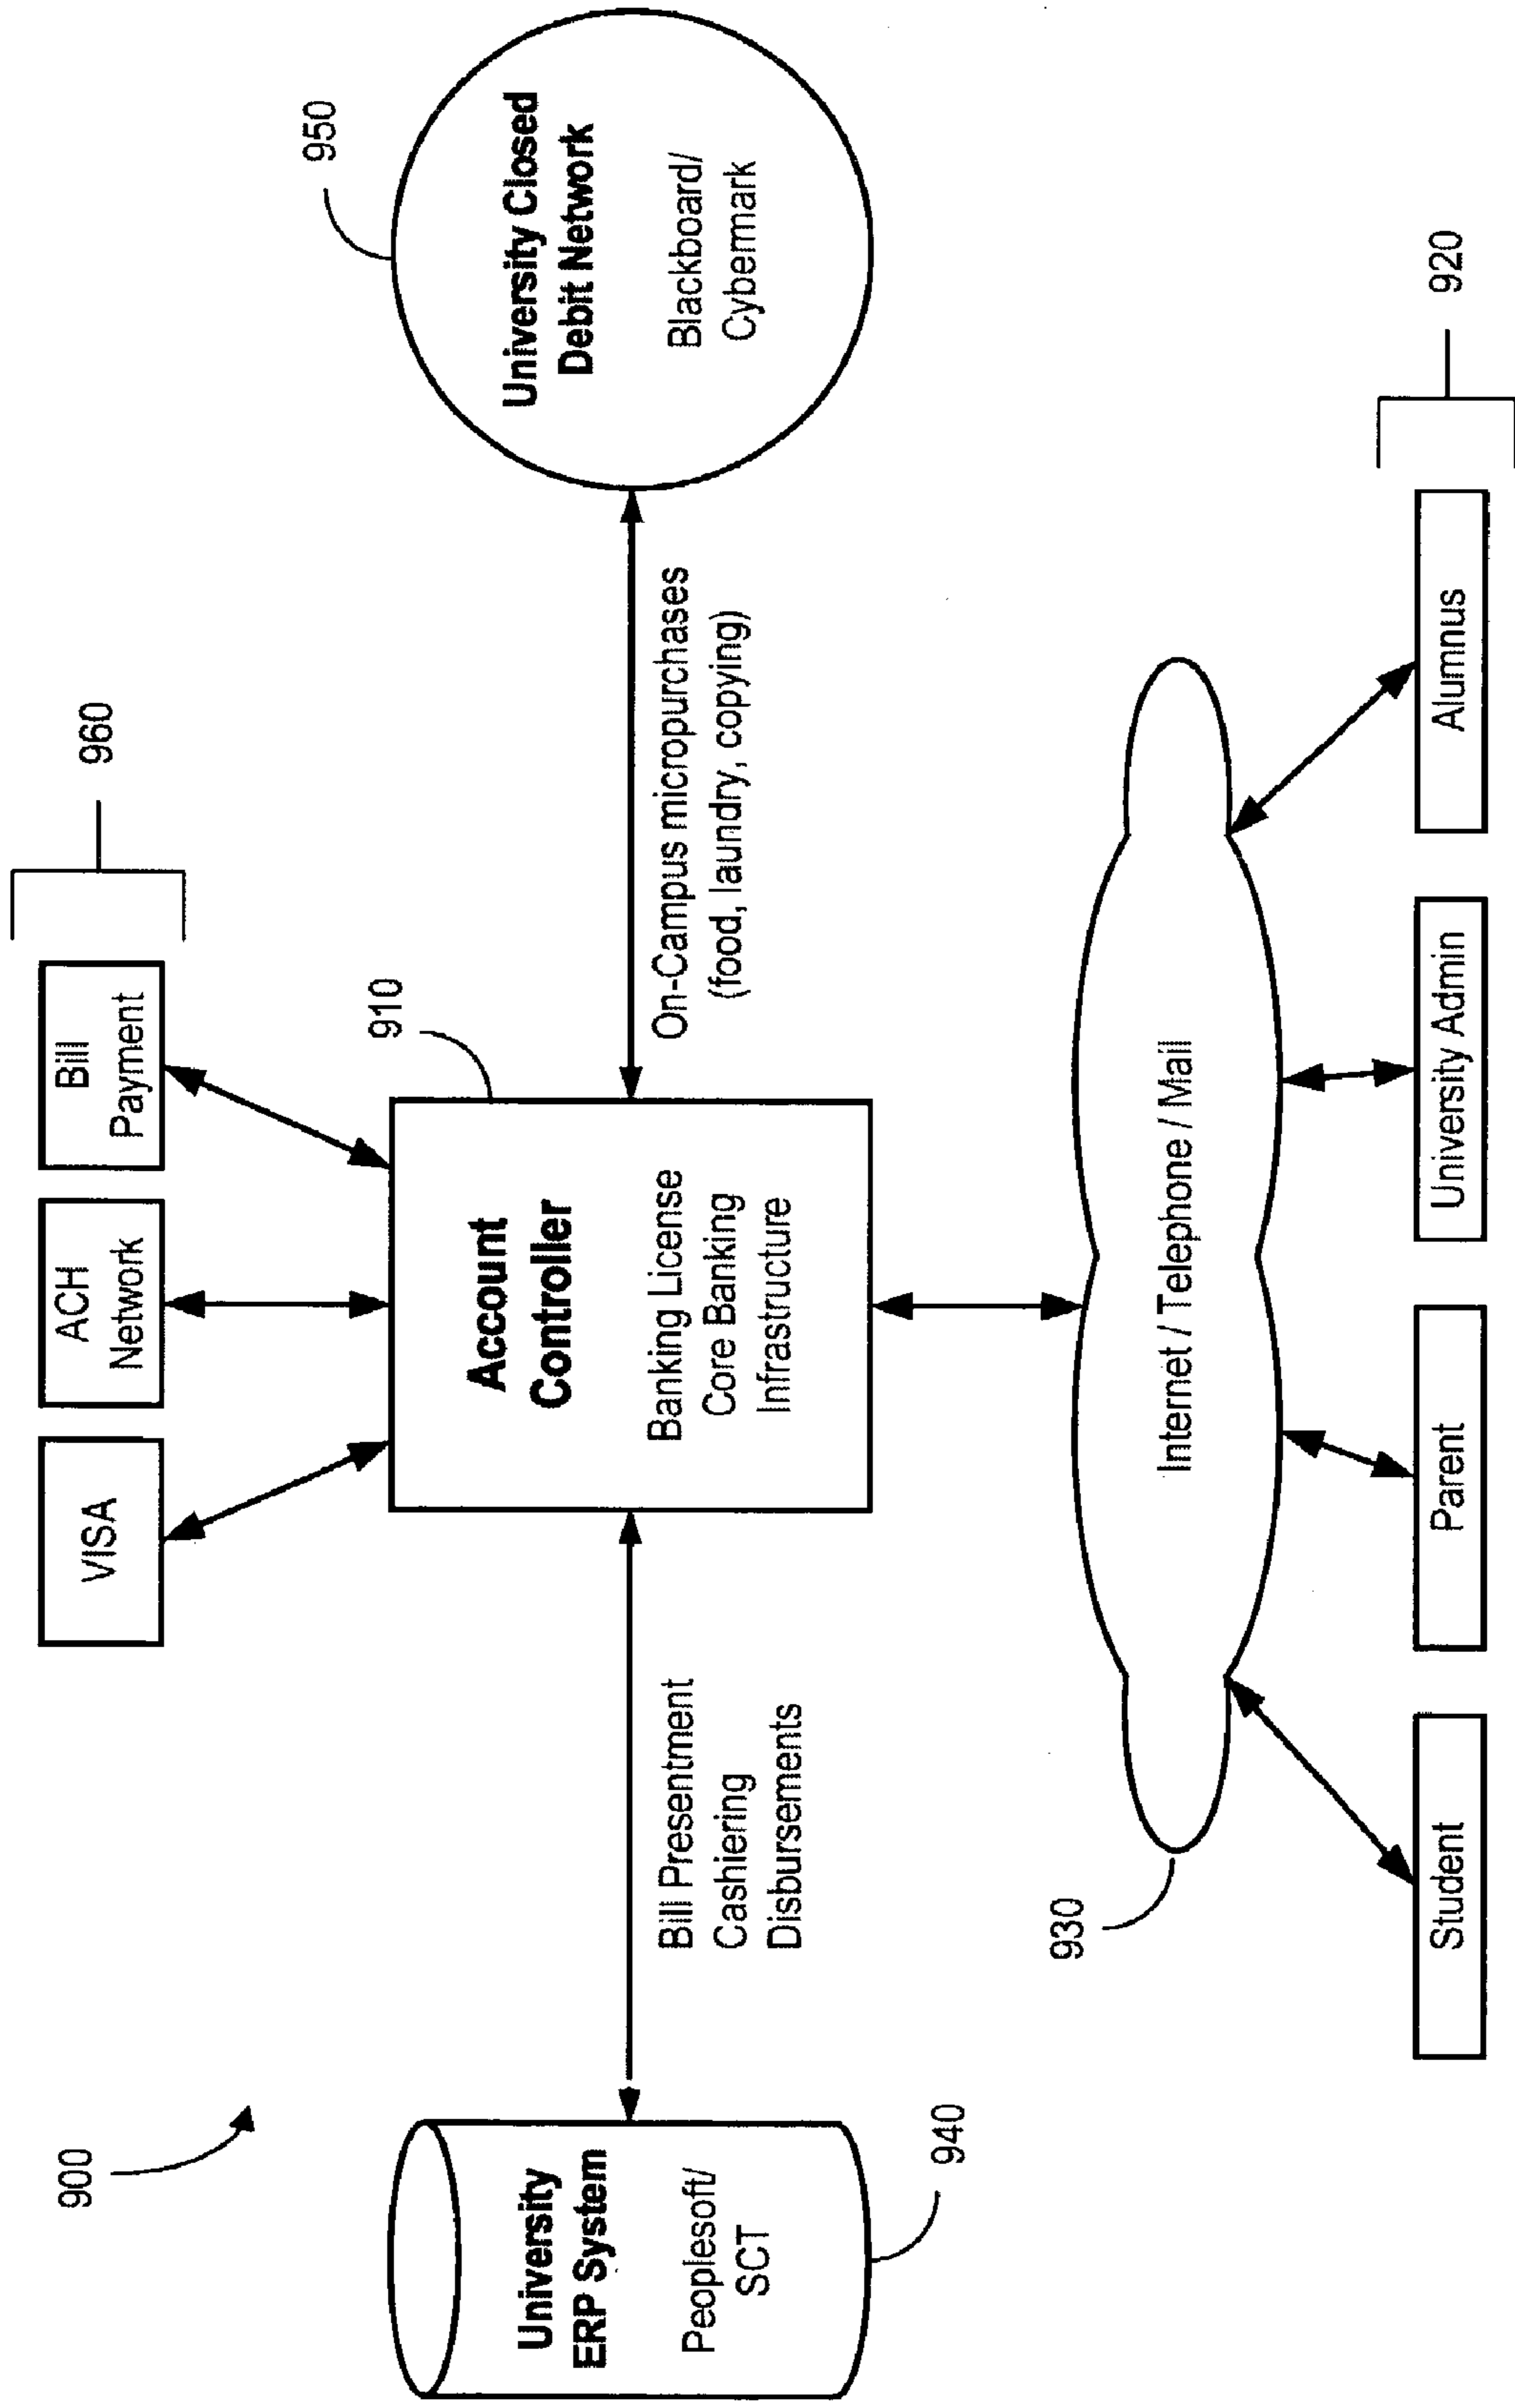 900
960
VISA
ACH
Network
Bill
Payment
910
950
University
ERP System
Peoplesoft/
SCT
940
Bill Presentment
Cashiering
Disbursements
Account
Controller
Banking License
Core Banking
Infrastructure
On-Campus micropurchases
(food, laundry, copying)
University Closed
Debit Network
Blackboard/
Cybermark
930
Internet / Telephone / Mail
920
Student
Parent
University Admin
Alumnus